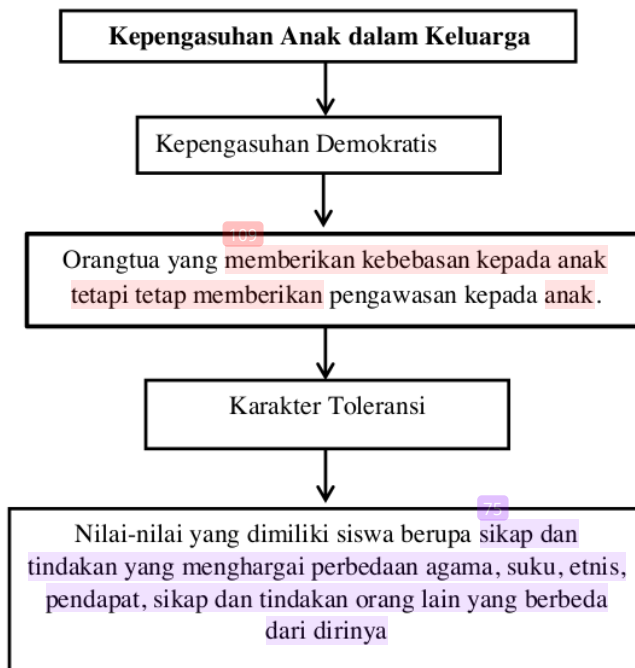 Kepengasuhan Anak dalam Keluarga
Kepengasuhan Demokratis
109
Orangtua yang memberikan kebebasan kepada anak
tetapi tetap memberikan pengawasan kepada anak.
Karakter Toleransi
75
Nilai-nilai yang dimiliki siswa berupa sikap dan
tindakan yang menghargai perbedaan agama, suku, etnis,
pendapat, sikap dan tindakan orang lain yang berbeda
dari dirinya